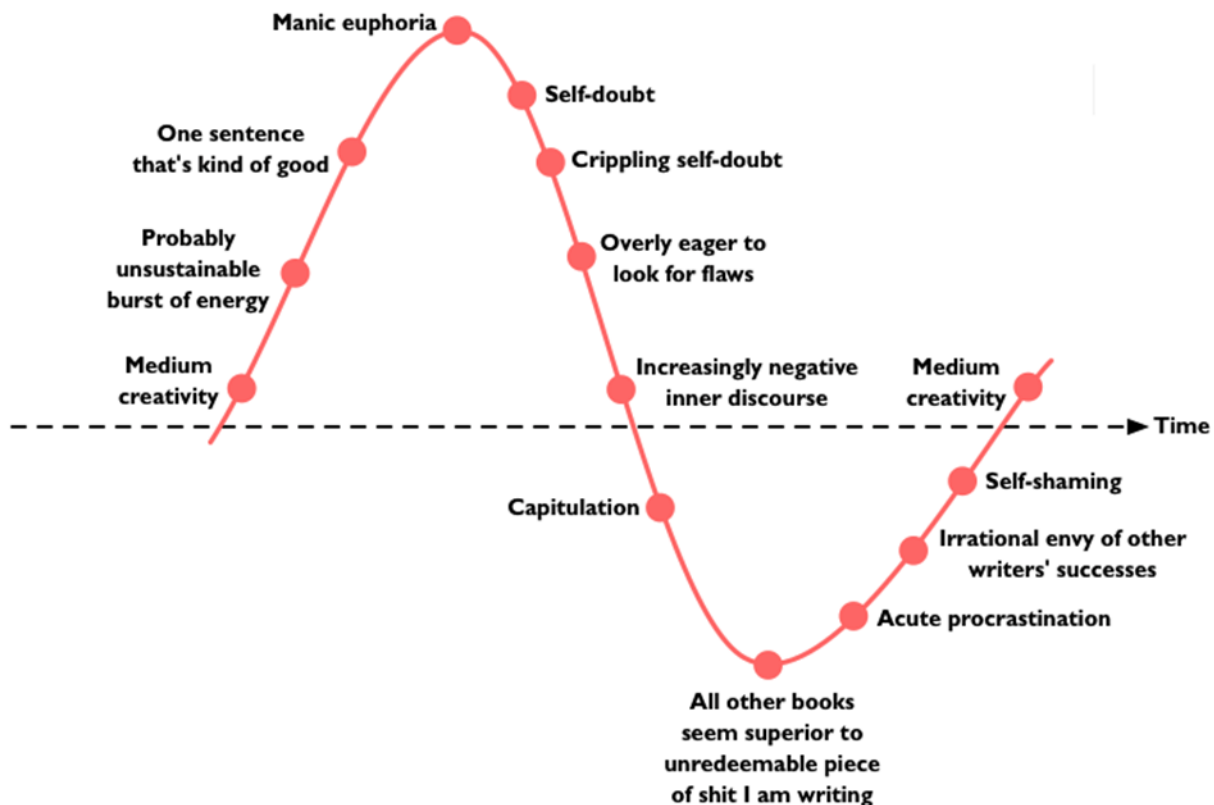 Manic euphoria
Self-doubt
One sentence
that's kind of good
Crippling self-doubt
Probably
unsustainable
burst of energy
Overly eager to
look for flaws
Medium
creativity
Increasingly negative
inner discourse
Medium
creativity
Time
Capitulation
Self-shaming
Irrational envy of other
writers' successes
Acute procrastination
All other books
seem superior to
unredeemable piece
of shit I am writing